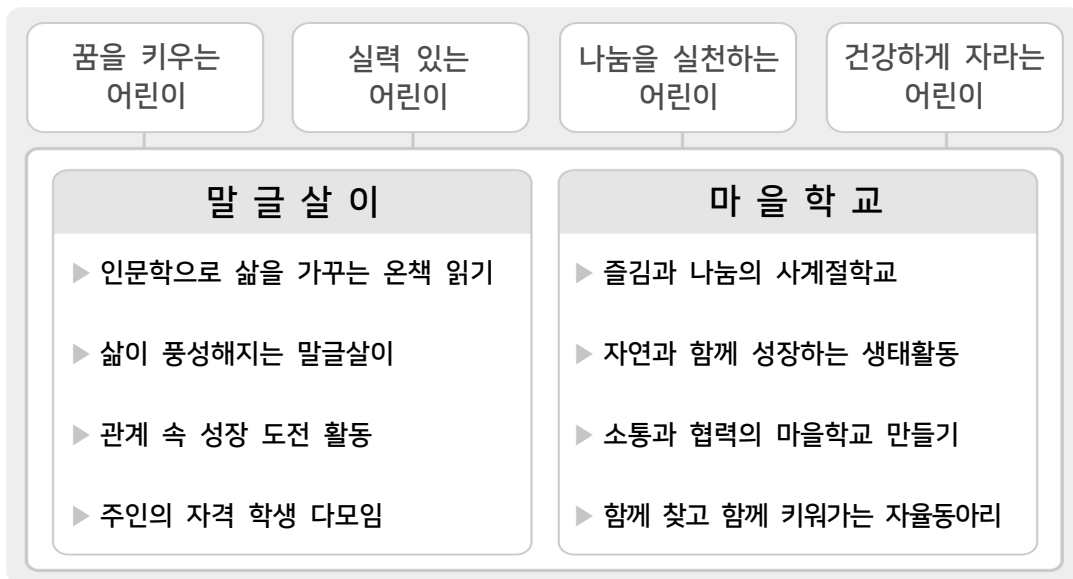 꿈을 키우는
어린이
실력 있는
어린이
나눔을 실천하는
어린이
건강하게 자라는
어린이
말 글 살 이
▶ 인문학으로 삶을 가꾸는 온책 읽기
▶ 삶이 풍성해지는 말글살이
▶ 관계 속 성장 도전 활동
▶ 주인의 자격 학생 다모임
마 을 학 교
▶ 즐김과 나눔의 사계절학교
▶ 자연과 함께 성장하는 생태활동
▶ 소통과 협력의 마을학교 만들기
▶ 함께 찾고 함께 키워가는 자율동아리